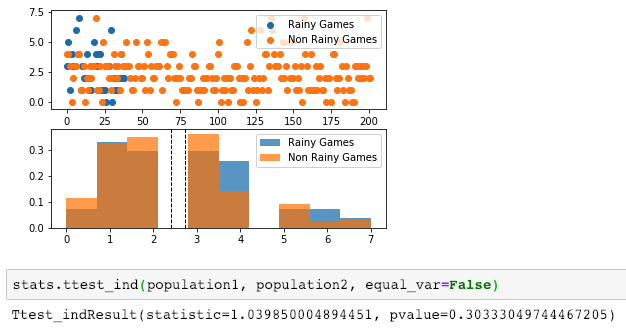 7.5
5.0
2.5
0.0
Rainy Games
Non Rainy Games
0 25 50 75 100 125 150 175 200
0.3
0.2
0.1
0.0
Rainy Games
Non Rainy Games
0 1 2 3 4 5 6 7
stats.ttest_ind(population1, population2, equal_var=False)
Ttest_indResult(statistic=1.039850004894451, pvalue=0.30333049744467205)